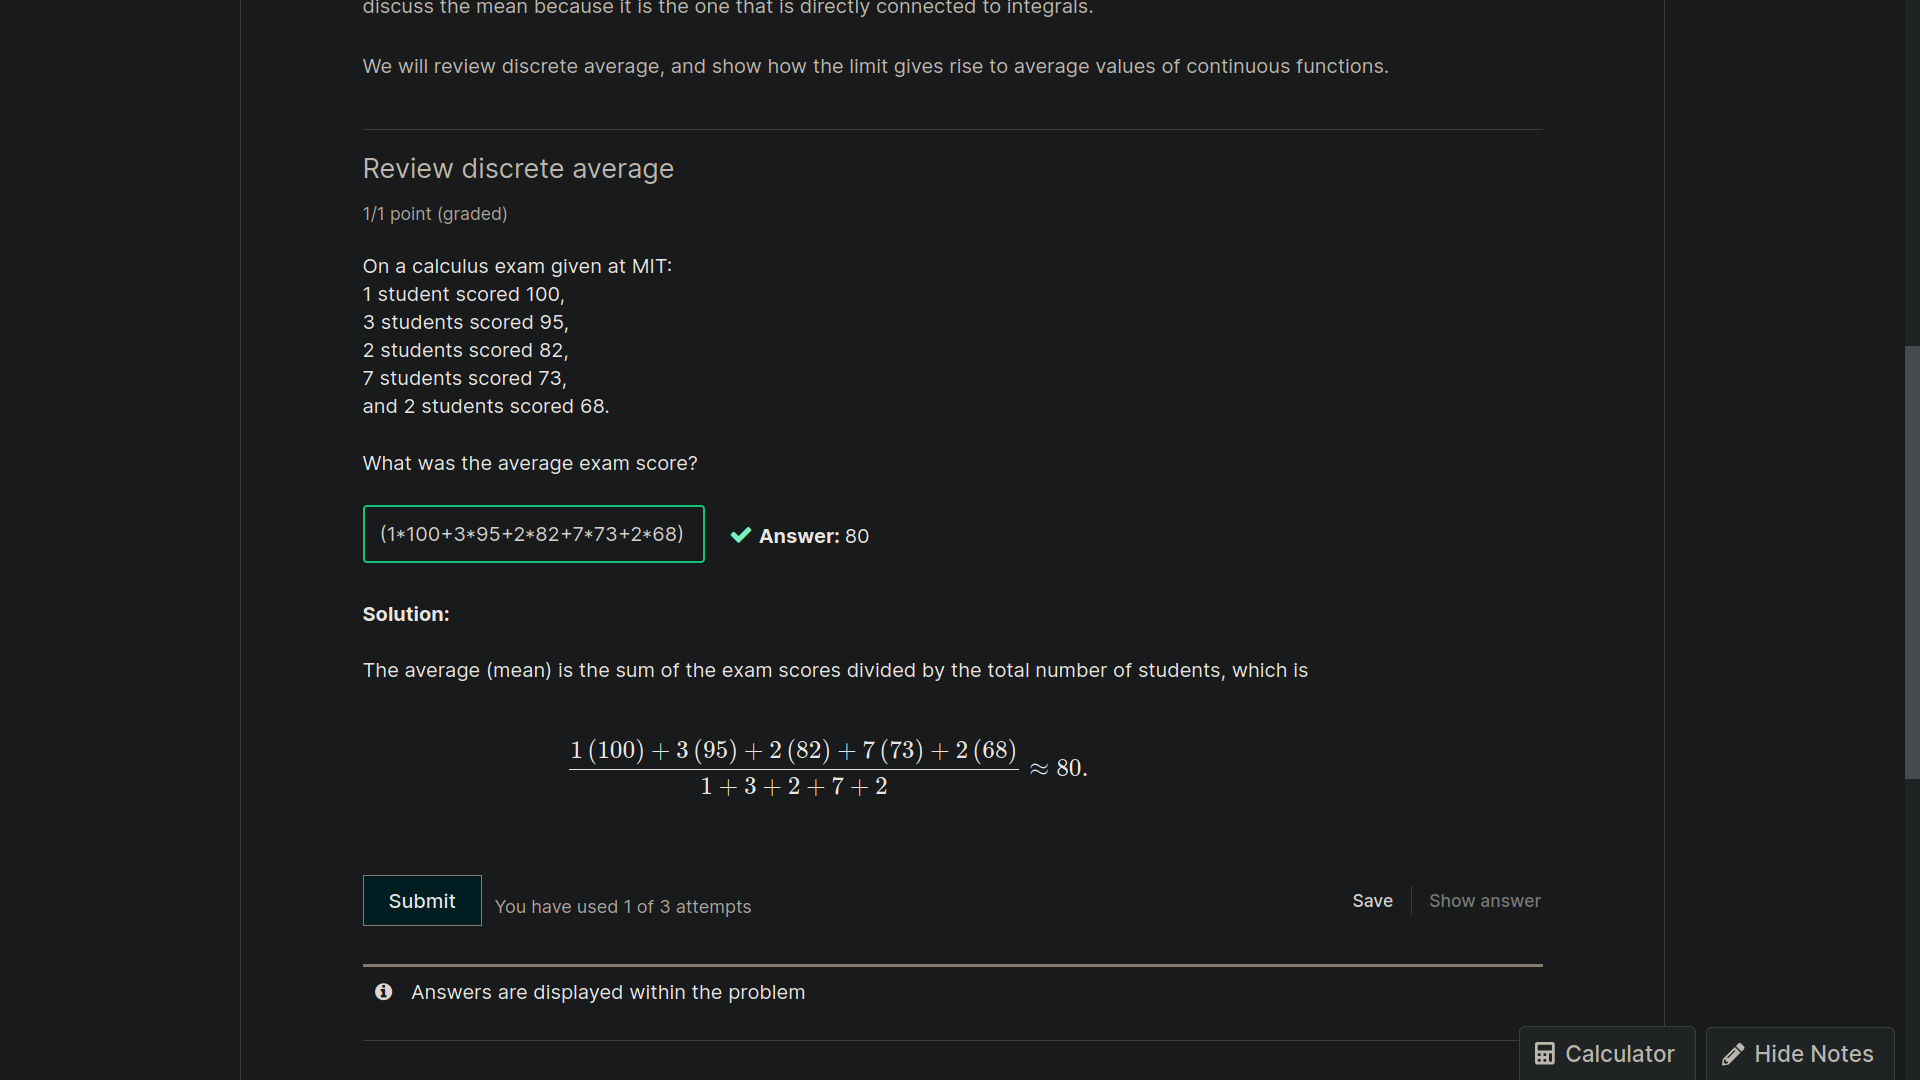 discuss the mean because it is the one that is directly connected to integrals.
We will review discrete average, and show how the limit gives rise to average values of continuous functions.
Review discrete average
1/1 point (graded)
On a calculus exam given at MIT:
1 student scored 100,
3 students scored 95,
2 students scored 82,
7 students scored 73,
and 2 students scored 68.
What was the average exam score?
(1*100+3*95+2*82+7*73+2*68) Answer: 80
Solution:
The average (mean) is the sum of the exam scores divided by the total number of students, which is
1 (100) + 3 (95) + 2 (82) + 7 (73) + 2 (68)
≈ 80.
1 + 3 + 2 + 7 + 2
Submit You have used 1 of 3 attempts Save Show answer
Answers are displayed within the problem
Calculator Hide Notes